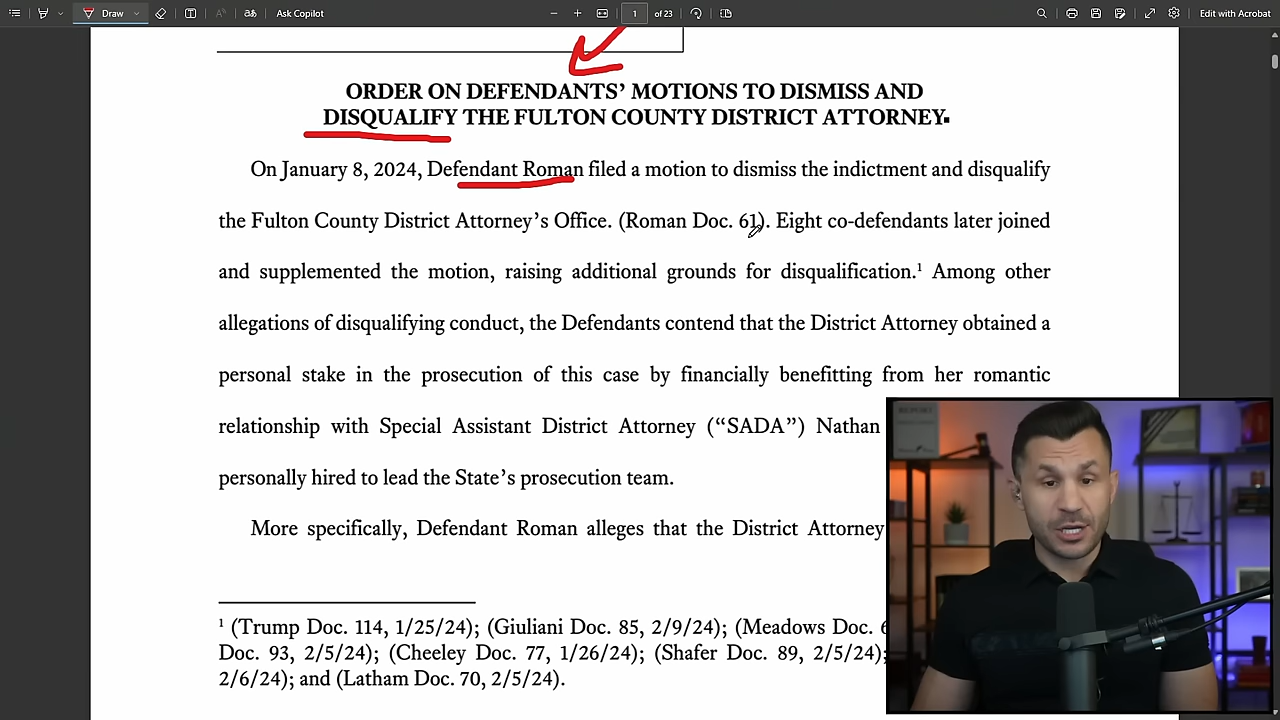 Draw
Ask Copilot
1 of 23
Edit with Acrobat
ORDER ON DEFENDANTS’ MOTIONS TO DISMISS AND
DISQUALIFY THE FULTON COUNTY DISTRICT ATTORNEY.
On January 8, 2024, Defendant Roman filed a motion to dismiss the indictment and disqualify
the Fulton County District Attorney’s Office. (Roman Doc. 61). Eight co-defendants later joined
and supplemented the motion, raising additional grounds for disqualification.¹ Among other
allegations of disqualifying conduct, the Defendants contend that the District Attorney obtained a
personal stake in the prosecution of this case by financially benefitting from her romantic
relationship with Special Assistant District Attorney (“SADA”) Nathan
personally hired to lead the State’s prosecution team.
More specifically, Defendant Roman alleges that the District Attorney
¹ (Trump Doc. 114, 1/25/24); (Giuliani Doc. 85, 2/9/24); (Meadows Doc.
Doc. 93, 2/5/24); (Cheeley Doc. 77, 1/26/24); (Shafer Doc. 89, 2/5/24);
2/6/24); and (Latham Doc. 70, 2/5/24).
REPORT